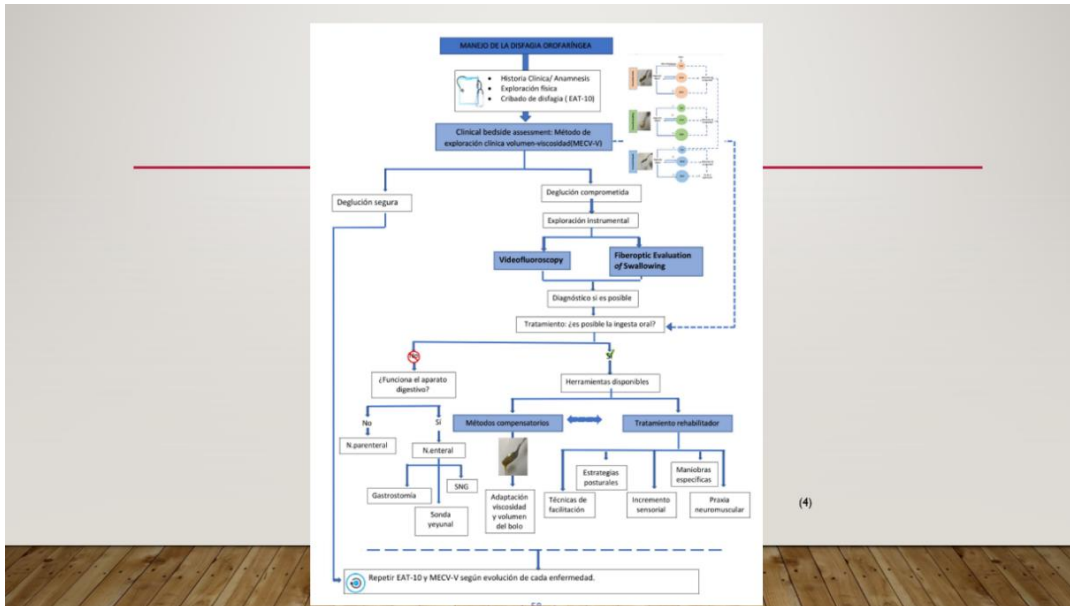 MANEJO DE LA DISFAGIA OROFARÍNGEA
• Historia Clínica/ Anamnesis
• Exploración física
• Cribado de disfagia ( EAT-10)
Clinical bedside assessment: Método de
exploración clínica volumen-viscosidad(MECV-V)
Deglución segura
Deglución comprometida
Exploración instrumental
Videofluoroscopy
Fiberoptic Evaluation
of Swallowing
Diagnóstico si es posible
Tratamiento: ¿es posible la ingesta oral?
¿Funciona el aparato
digestivo?
Herramientas disponibles
No
Sí
Métodos compensatorios
Tratamiento rehabilitador
N.parenteral
N.enteral
Gastrostomía
SNG
Sonda
yeyunal
Adaptación
viscosidad
y volumen
del bolo
Técnicas de
facilitación
Estrategias
posturales
Incremento
sensorial
Maniobras
específicas
Praxia
neuromuscular
(4)
Repetir EAT-10 y MECV-V según evolución de cada enfermedad.